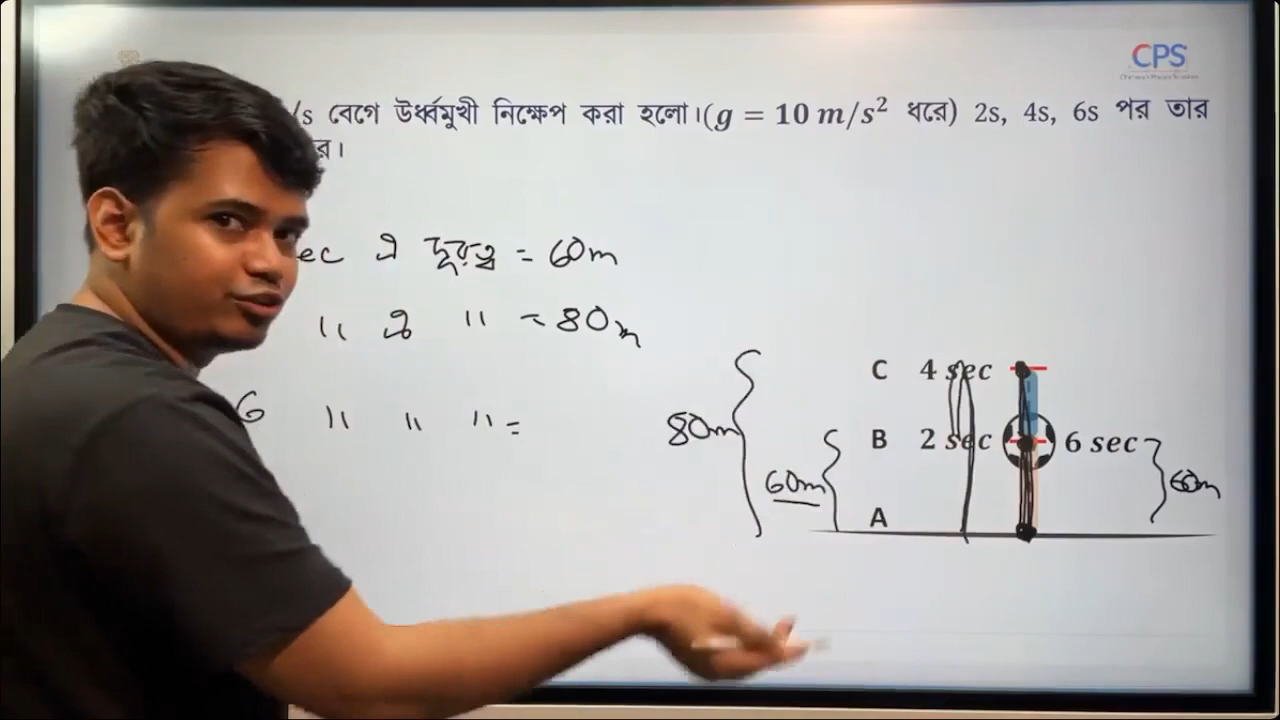 CPS
/s বেগে উর্ধ্বমুখী নিক্ষেপ করা হলো।(g = 10 m/s² ধরে) 2s, 4s, 6s পর তার
র।
ec এ দূরত্ব = 60m
" এ " = 80m
6 " " " =
C 4 sec
80m
B 2 sec 6 sec
60m 60m
A